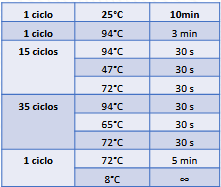 1 ciclo 25°C 10min
1 ciclo 94°C 3 min
15 ciclos 94°C 30 s
47°C 30 s
72°C 30 s
35 ciclos 94°C 30 s
65°C 30 s
72°C 30 s
1 ciclo 72°C 5 min
8°C ∞